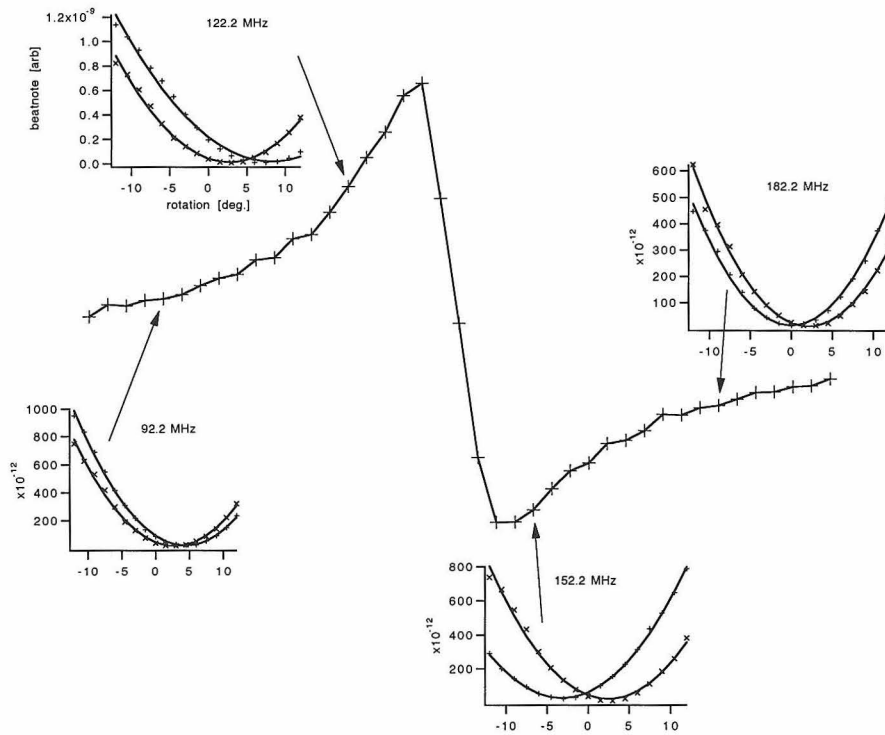 1.2x10-9
1.0
0.8
0.6
0.4
0.2
0.0
beatnote [arb]
122.2 MHz
-10 -5 0 5 10
rotation [deg.]
182.2 MHz
600
500
400
300
200
100
x10-12
-10 -5 0 5 10
92.2 MHz
1000
800
600
400
200
x10-12
-10 -5 0 5 10
152.2 MHz
800
600
400
200
x10-12
-10 -5 0 5 10